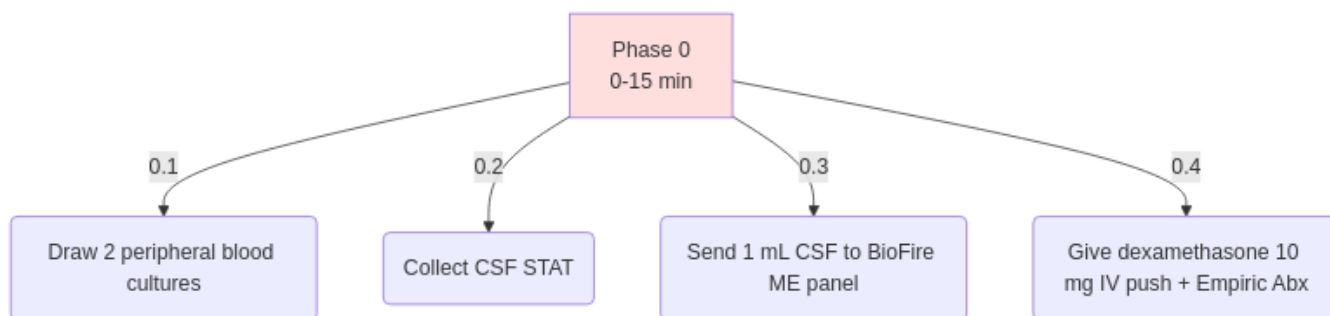 Phase 0
0-15 min
0.1
0.2
0.3
0.4
Draw 2 peripheral blood
cultures
Collect CSF STAT
Send 1 mL CSF to BioFire
ME panel
Give dexamethasone 10
mg IV push + Empiric Abx